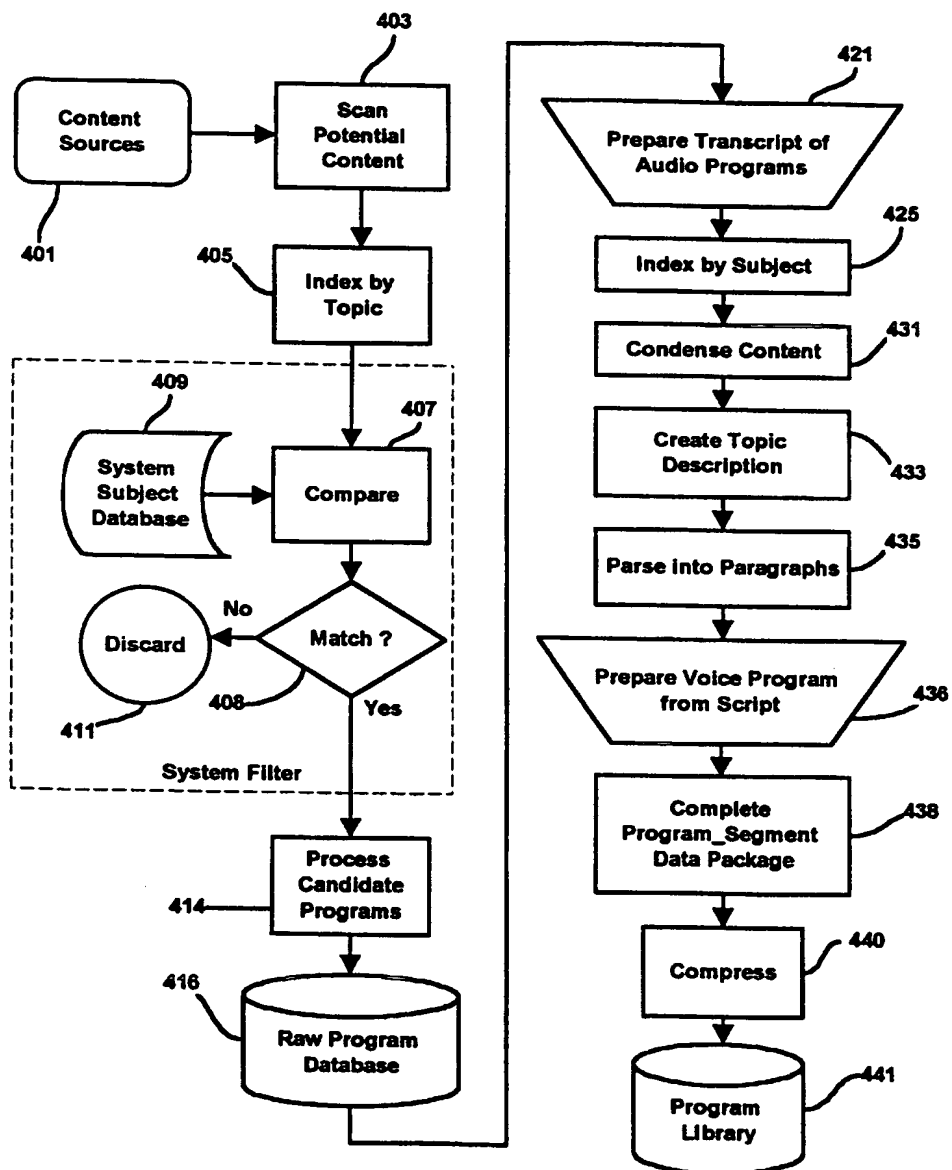 403
Content
Sources
401
Scan
Potential
Content
405
Index by
Topic
409
System
Subject
Database
407
Compare
Match ?
408
No
Yes
Discard
411
System Filter
Process
Candidate
Programs
414
416
Raw Program
Database
421
Prepare Transcript of
Audio Programs
425
Index by Subject
Condense Content
431
Create Topic
Description
433
435
Parse into Paragraphs
Prepare Voice Program
from Script
436
Complete
Program_Segment
Data Package
438
Compress
440
Program
Library
441